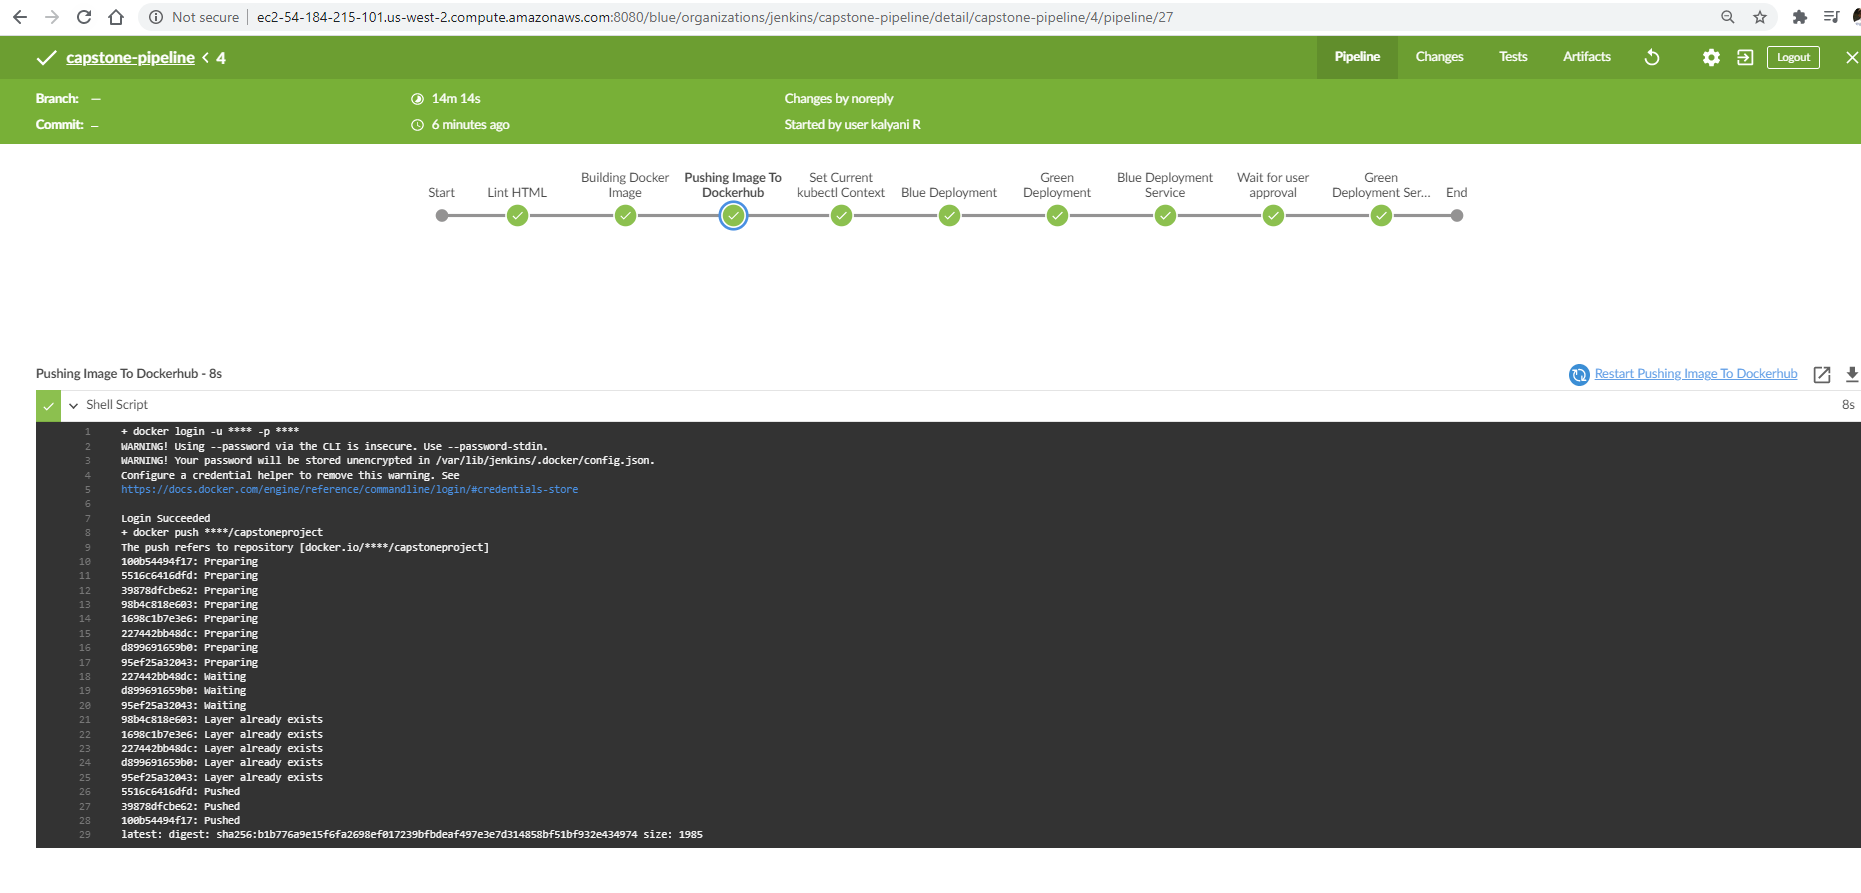 Not secure | ec2-54-184-215-101.us-west-2.compute.amazonaws.com:8080/blue/organizations/jenkins/capstone-pipeline/detail/capstone-pipeline/4/pipeline/27
capstone-pipeline < 4 Pipeline Changes Tests Artifacts Logout
Branch: — 14m 14s Changes by noreply
Commit: – 6 minutes ago Started by user kalyani R
Building Docker Pushing Image To Set Current Green Blue Deployment Wait for user Green
Start Lint HTML Image Dockerhub kubectl Context Blue Deployment Deployment Service approval Deployment Ser... End
Pushing Image To Dockerhub - 8s Restart Pushing Image To Dockerhub
Shell Script 8s
1 + docker login -u **** -p ****
2 WARNING! Using --password via the CLI is insecure. Use --password-stdin.
3 WARNING! Your password will be stored unencrypted in /var/lib/jenkins/.docker/config.json.
4 Configure a credential helper to remove this warning. See
5 https://docs.docker.com/engine/reference/commandline/login/#credentials-store
6
7 Login Succeeded
8 + docker push ****/capstoneproject
9 The push refers to repository [docker.io/****/capstoneproject]
10 100b54494f17: Preparing
11 5516c6416dfd: Preparing
12 39878dfcbe62: Preparing
13 98b4c818e603: Preparing
14 1698c1b7e3e6: Preparing
15 227442bb48dc: Preparing
16 d899691659b0: Preparing
17 95ef25a32043: Preparing
18 227442bb48dc: Waiting
19 d899691659b0: Waiting
20 95ef25a32043: Waiting
21 98b4c818e603: Layer already exists
22 1698c1b7e3e6: Layer already exists
23 227442bb48dc: Layer already exists
24 d899691659b0: Layer already exists
25 95ef25a32043: Layer already exists
26 5516c6416dfd: Pushed
27 39878dfcbe62: Pushed
28 100b54494f17: Pushed
29 latest: digest: sha256:b1b776a9e15f6fa2698ef017239bfbdeaf497e3e7d314858bf51bf932e434974 size: 1985